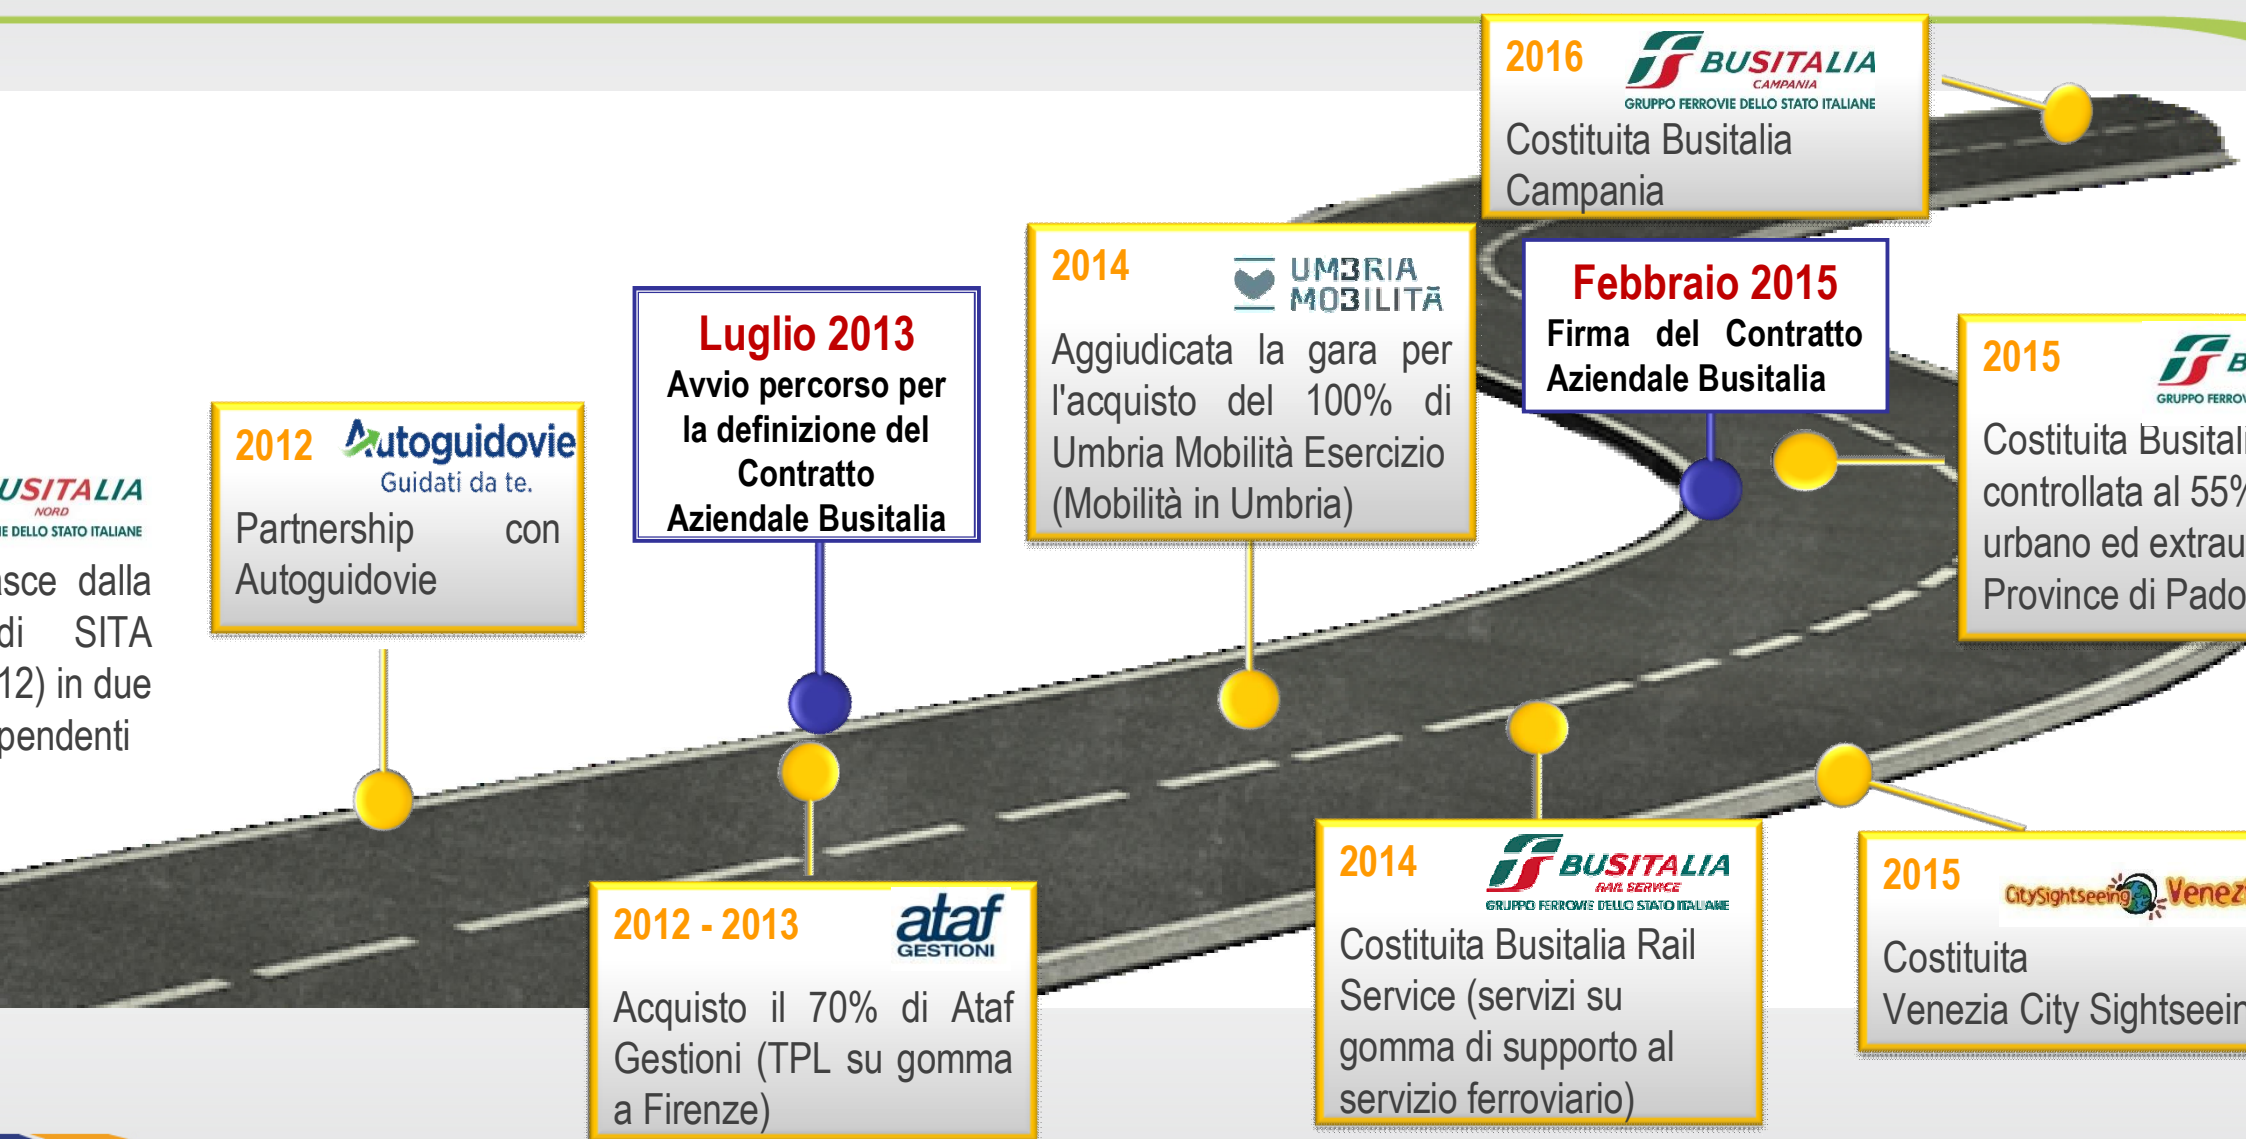 USITALIA
NORD
IE DELLO STATO ITALIANE
asce dalla
di SITA
12) in due
pendenti
2012 Autoguidovie
Guidati da te.
Partnership con
Autoguidovie
Luglio 2013
Avvio percorso per
la definizione del
Contratto
Aziendale Busitalia
2012 - 2013
ataf
GESTIONI
Acquisto il 70% di Ataf
Gestioni (TPL su gomma
a Firenze)
2014
UMBRIA
MOBILITÀ
Aggiudicata la gara per
l'acquisto del 100% di
Umbria Mobilità Esercizio
(Mobilità in Umbria)
2014
BUSITALIA
RAIL SERVICE
GRUPPO FERROVIE DELLO STATO ITALIANE
Costituita Busitalia Rail
Service (servizi su
gomma di supporto al
servizio ferroviario)
Febbraio 2015
Firma del Contratto
Aziendale Busitalia
2015
B
GRUPPO FERROV
Costituita Busitali
controllata al 55%
urbano ed extrau
Province di Pado
2015
CitySightseeing Venezi
Costituita
Venezia City Sightseein
2016
BUSITALIA
CAMPANIA
GRUPPO FERROVIE DELLO STATO ITALIANE
Costituita Busitalia
Campania